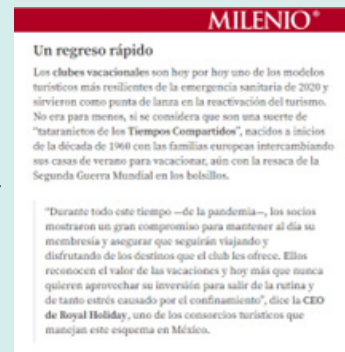 MILENIO®
Un regreso rápido
Los clubes vacacionales son hoy por hoy uno de los modelos
turísticos más resilientes de la emergencia sanitaria de 2020 y
sirvieron como punta de lanza en la reactivación del turismo.
No era para menos, si se considera que son una suerte de
"tataranietos de los Tiempos Compartidos", nacidos a inicios
de la década de 1960 con las familias europeas intercambiando
sus casas de verano para vacacionar, aún con la resaca de la
Segunda Guerra Mundial en los bolsillos.
"Durante todo este tiempo —de la pandemia—, los socios
mostraron un gran compromiso para mantener al día su
membresía y asegurar que seguirán viajando y
disfrutando de los destinos que el club les ofrece. Ellos
reconocen el valor de las vacaciones y hoy más que nunca
quieren aprovechar su inversión para salir de la rutina y
de tanto estrés causado por el confinamiento", dice la CEO
de Royal Holiday, uno de los consorcios turísticos que
manejan este esquema en México.